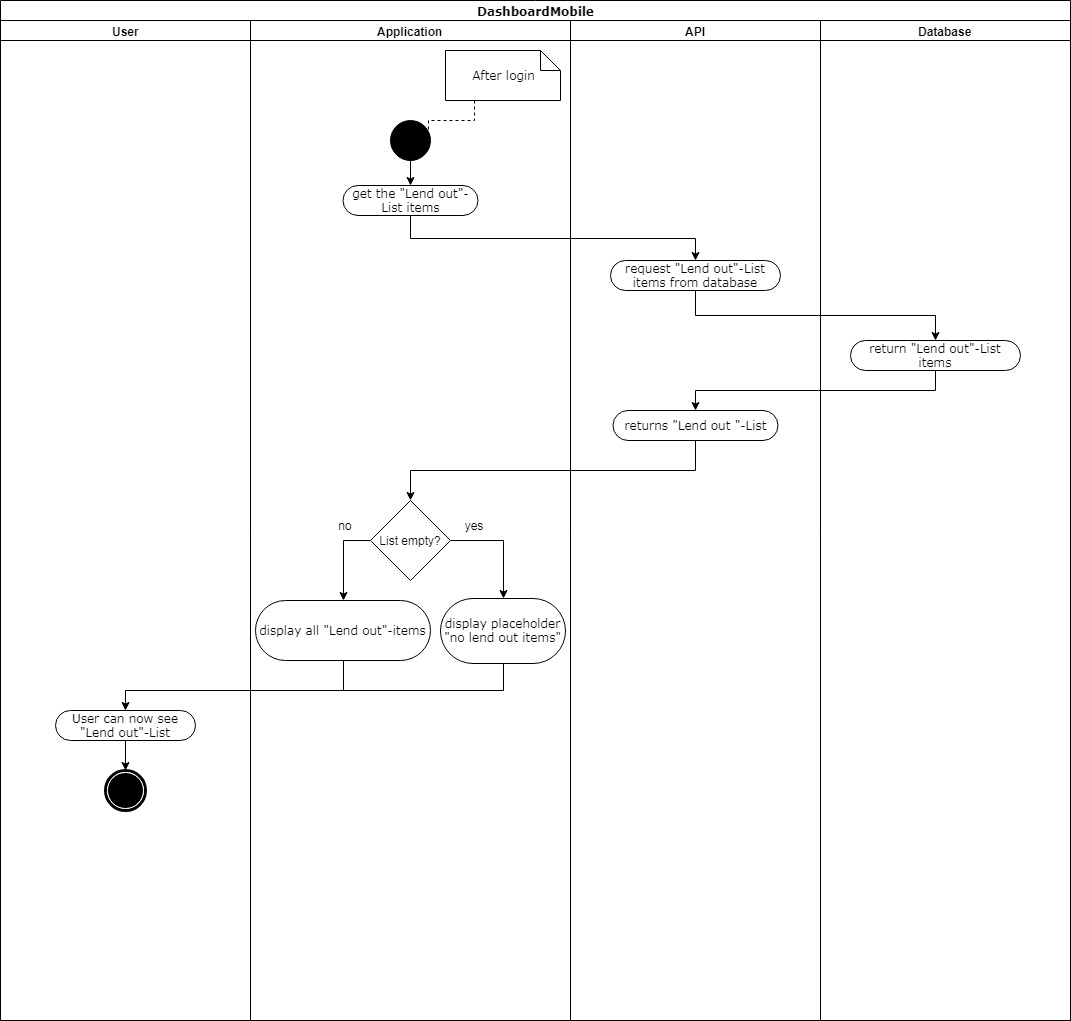 DashboardMobile
User
Application
API
Database
After login
get the "Lend out"-
List items
request "Lend out"-List
items from database
return "Lend out"-List
items
returns "Lend out "-List
no
yes
List empty?
display all "Lend out"-items
display placeholder
"no lend out items"
User can now see
"Lend out"-List